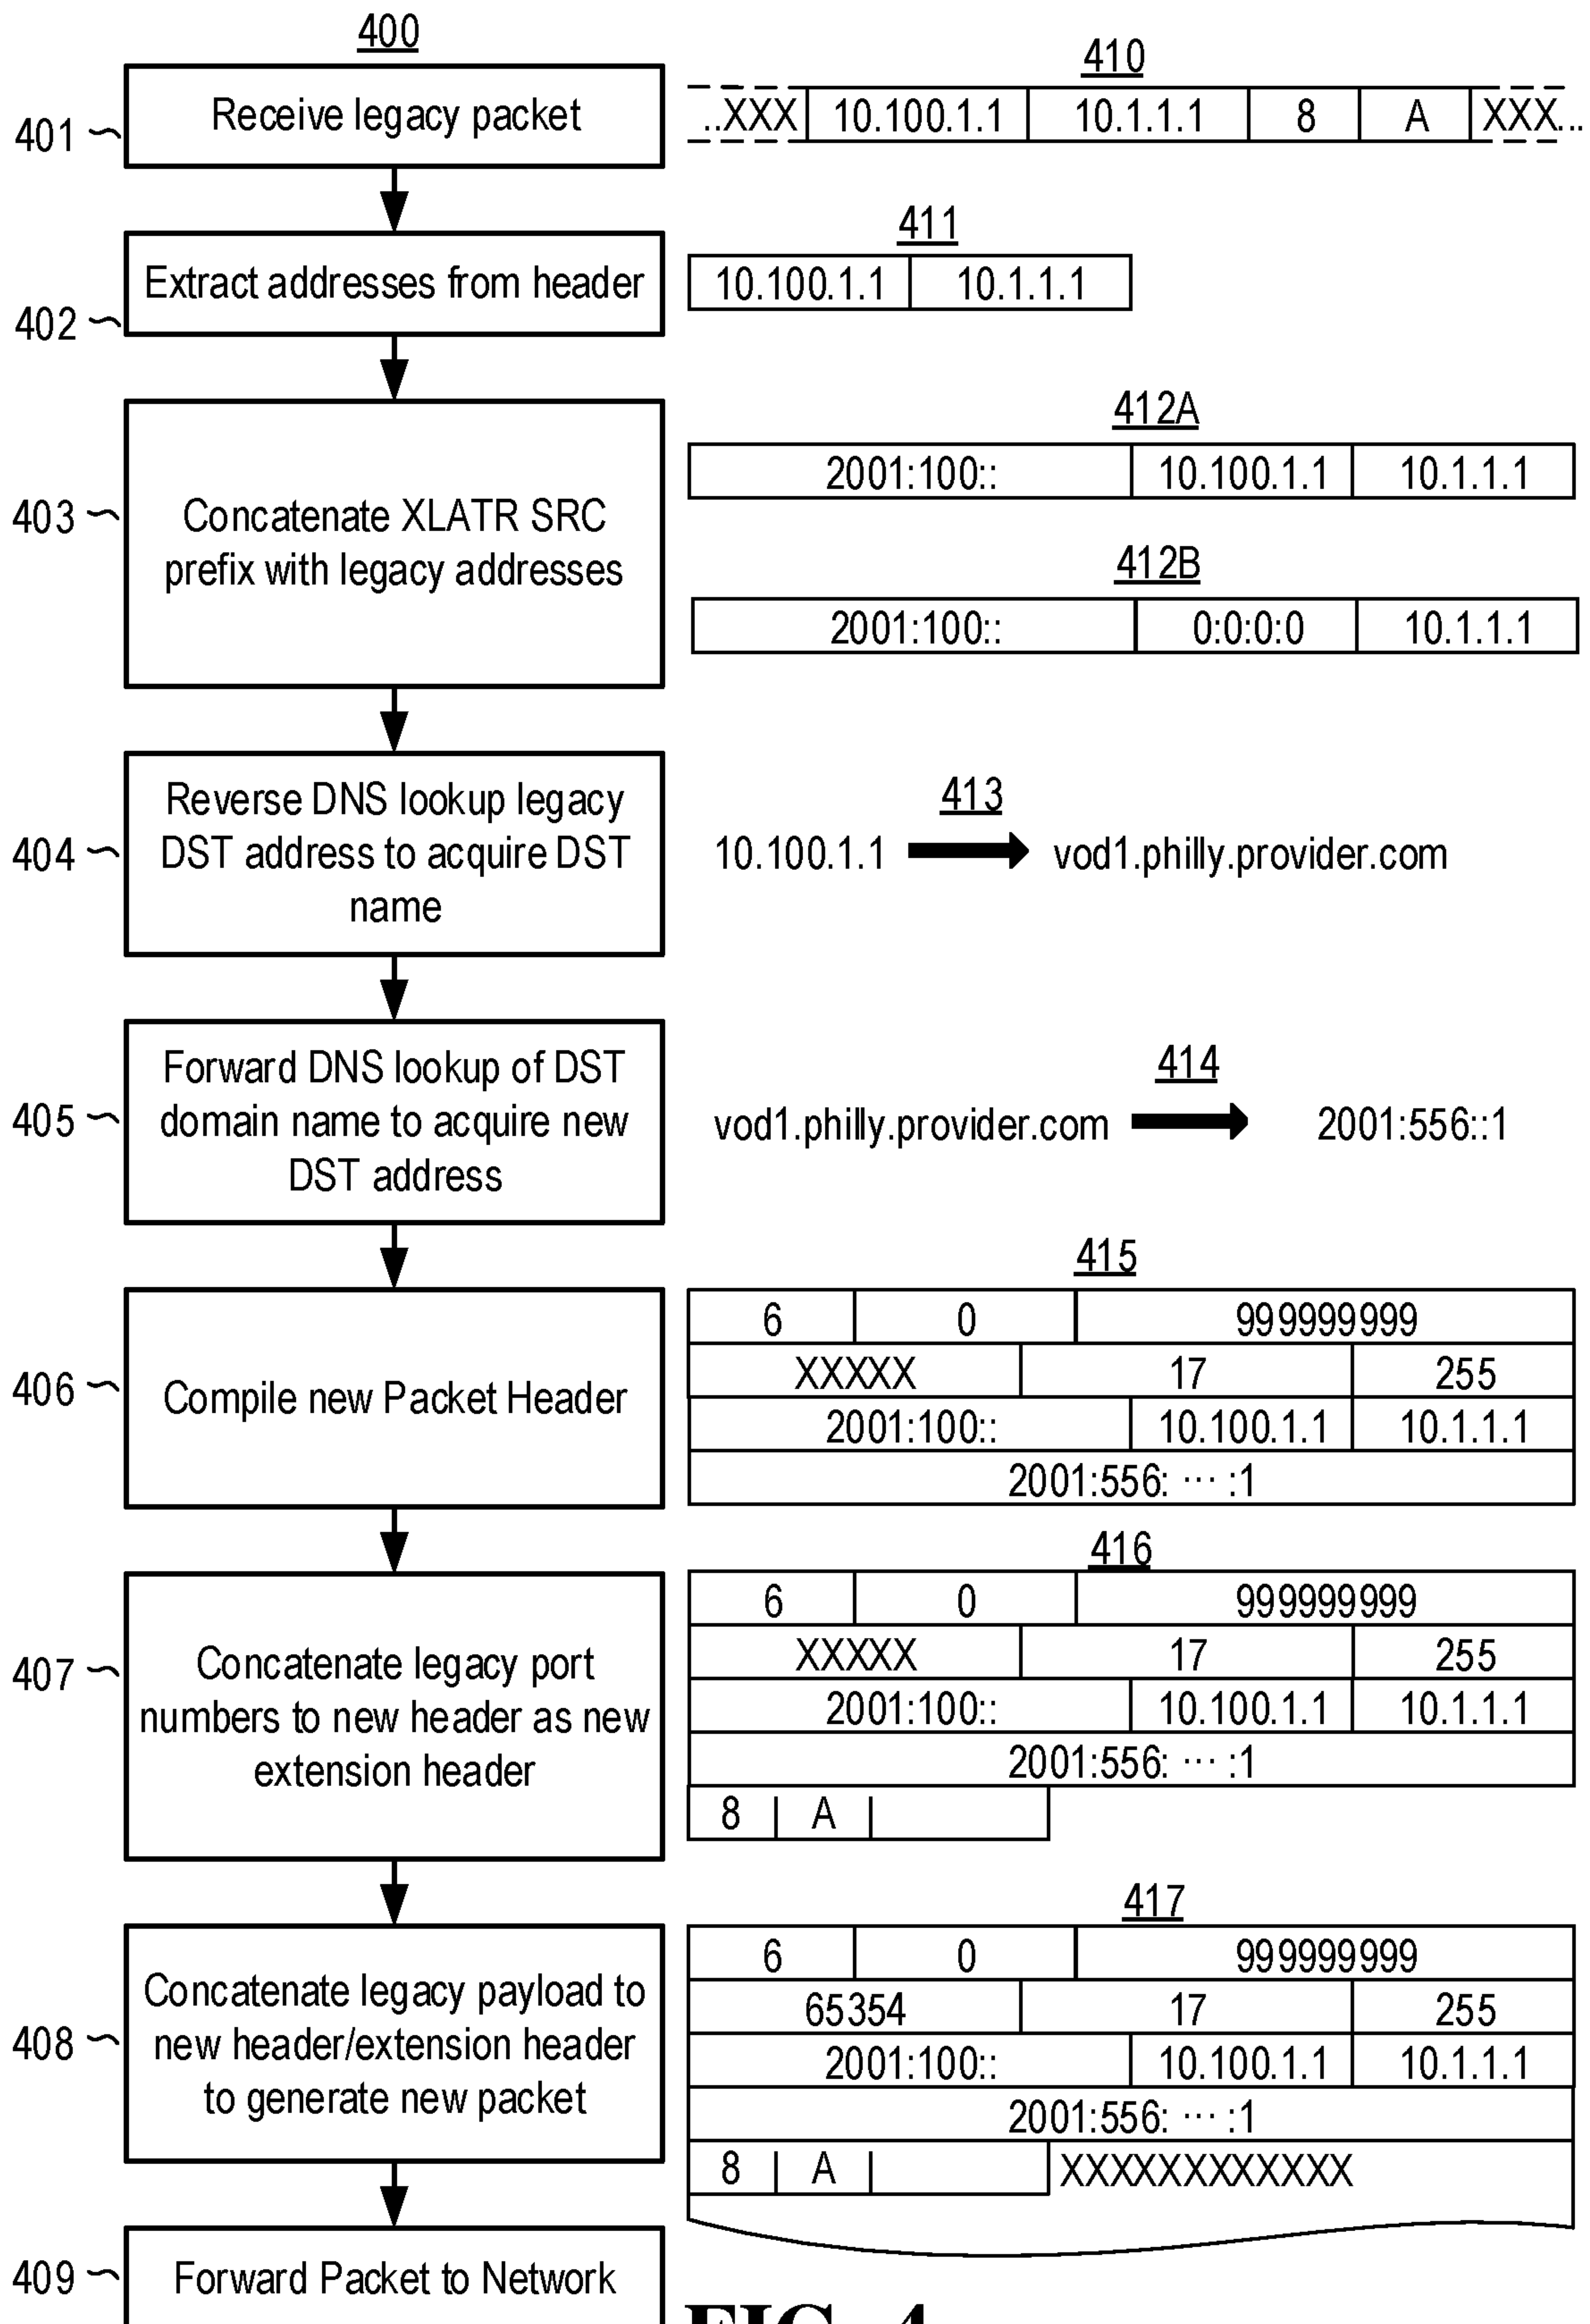 400
401
Receive legacy packet
410
..XXX 10.100.1.1 10.1.1.1 8 A XXX...
402
Extract addresses from header
411
10.100.1.1 10.1.1.1
403
Concatenate XLATR SRC
prefix with legacy addresses
412A
2001:100:: 10.100.1.1 10.1.1.1
412B
2001:100:: 0:0:0:0 10.1.1.1
404
Reverse DNS lookup legacy
DST address to acquire DST
name
413
10.100.1.1 vod1.philly.provider.com
405
Forward DNS lookup of DST
domain name to acquire new
DST address
414
vod1.philly.provider.com 2001:556::1
406
Compile new Packet Header
415
6 0 999999999
XXXXX 17 255
2001:100:: 10.100.1.1 10.1.1.1
2001:556: ··· :1
407
Concatenate legacy port
numbers to new header as new
extension header
416
6 0 999999999
XXXXX 17 255
2001:100:: 10.100.1.1 10.1.1.1
2001:556: ··· :1
8 A
408
Concatenate legacy payload to
new header/extension header
to generate new packet
417
6 0 999999999
65354 17 255
2001:100:: 10.100.1.1 10.1.1.1
2001:556: ··· :1
8 A XXXXXXXXXXXX
409
Forward Packet to Network
FIG. 4